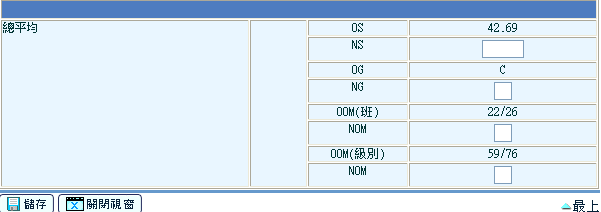 總平均 OS 42.69
NS
OG C
NG
OOM(班) 22/26
NOM
OOM(級別) 59/76
NOM
儲存 關閉視窗 最上